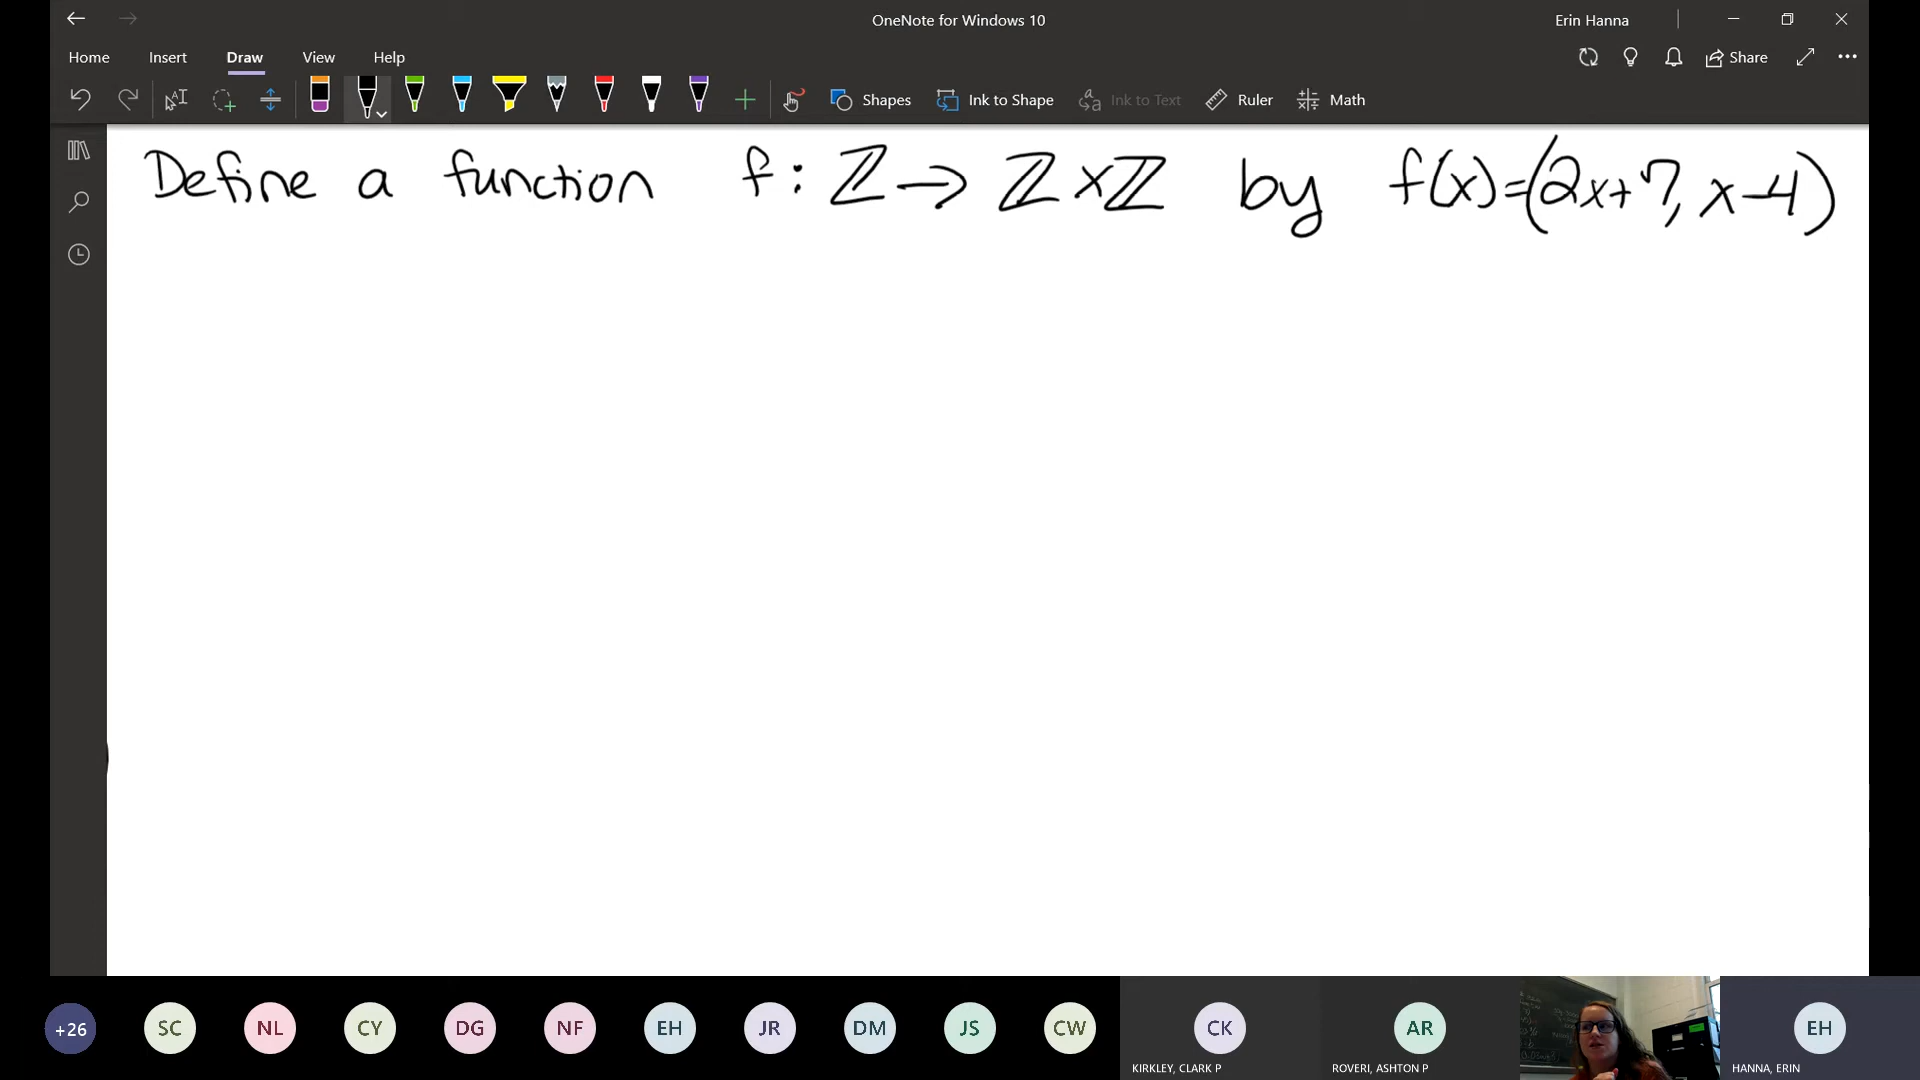 OneNote for Windows 10
Erin Hanna
Home Insert Draw View Help
Share
Shapes Ink to Shape Ink to Text Ruler Math
Define a function f: ℤ → ℤ × ℤ by f(x)=(2x+7, x-4)
+26 SC NL CY DG NF EH JR DM JS CW CK AR EH
KIRKLEY, CLARK P ROVERI, ASHTON P HANNA, ERIN